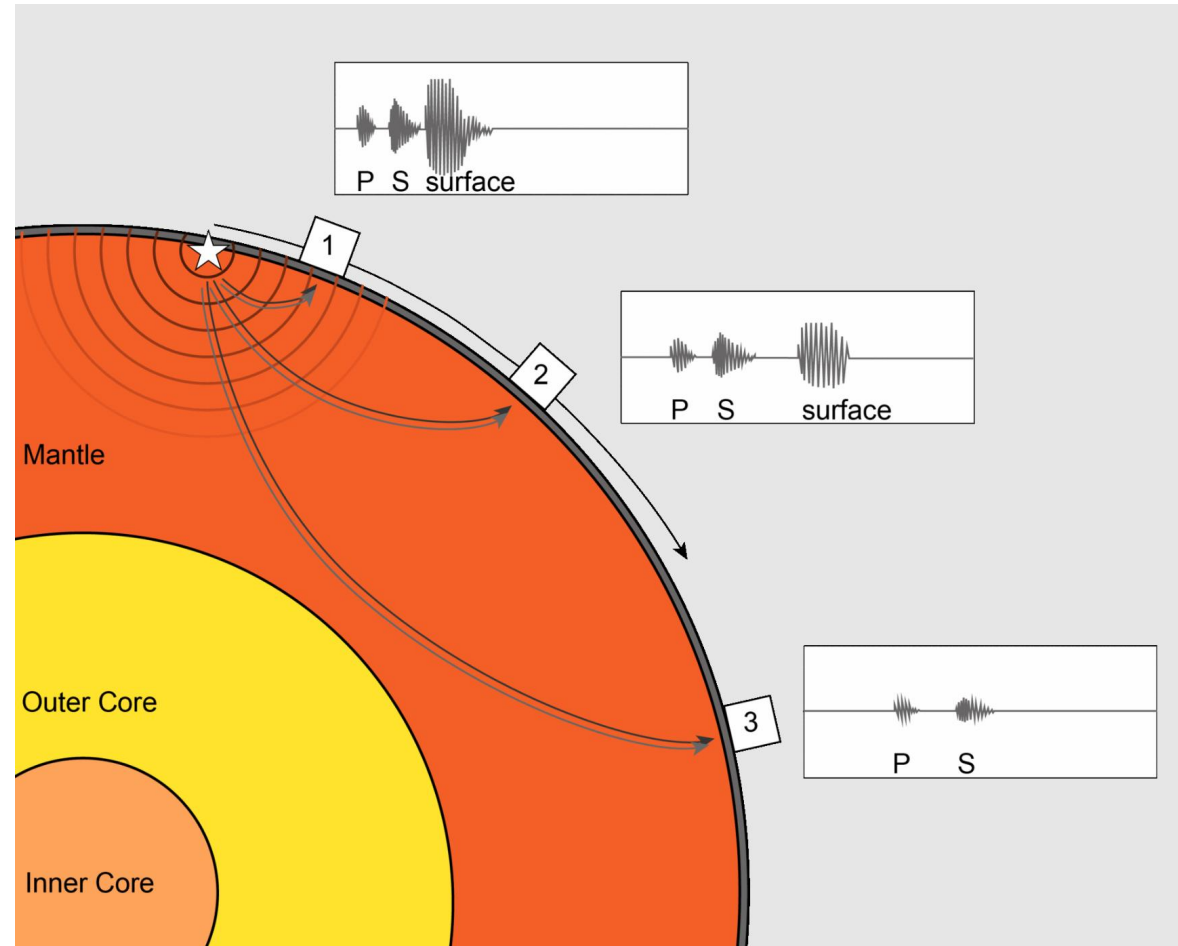 P S surface
1
2
P S surface
Mantle
3
P S
Outer Core
Inner Core